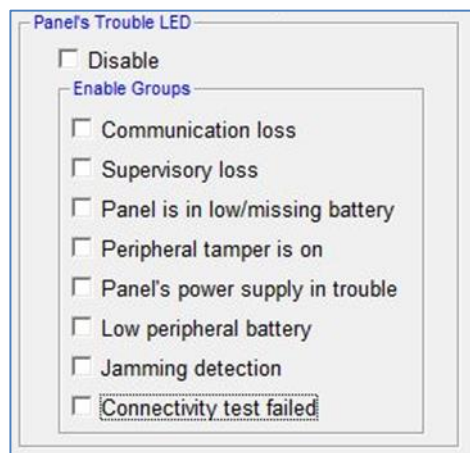 Panel's Trouble LED
Disable
Enable Groups
Communication loss
Supervisory loss
Panel is in low/missing battery
Peripheral tamper is on
Panel's power supply in trouble
Low peripheral battery
Jamming detection
Connectivity test failed